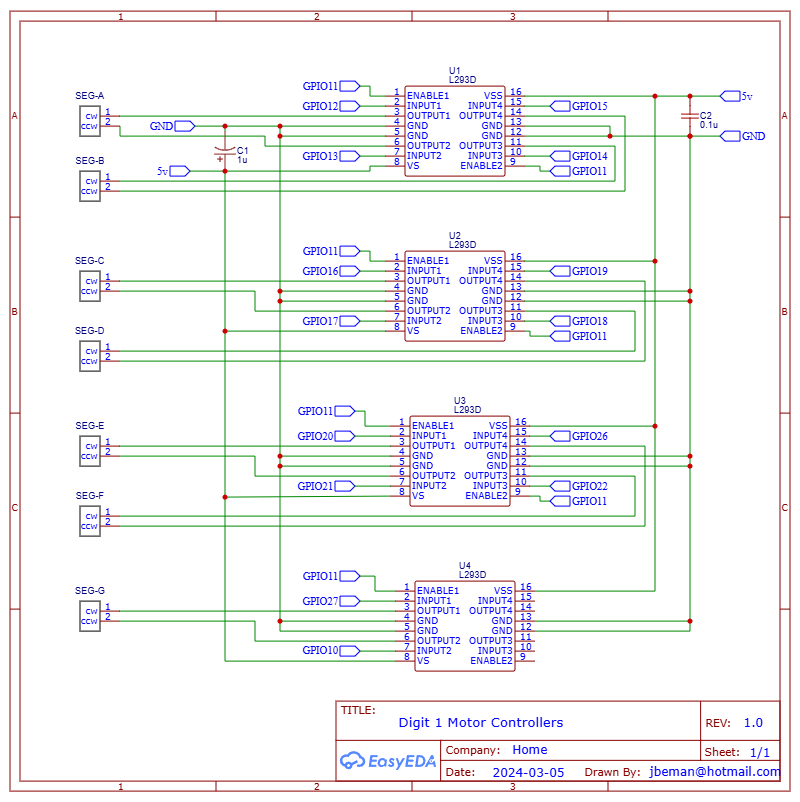 1 2 3
A A
B B
C C
U1
L293D
SEG-A
CW 1
CCW 2
SEG-B
CW 1
CCW 2
GND
5v
C1
1u
GPIO11
GPIO12
GPIO13
1 ENABLE1 VSS 16
2 INPUT1 INPUT4 15
3 OUTPUT1 OUTPUT4 14
4 GND GND 13
5 GND GND 12
6 OUTPUT2 OUTPUT3 11
7 INPUT2 INPUT3 10
8 VS ENABLE2 9
GPIO15
GPIO14
GPIO11
5v
C2
0.1u
GND
U2
L293D
SEG-C
CW 1
CCW 2
SEG-D
CW 1
CCW 2
GPIO11
GPIO16
GPIO17
1 ENABLE1 VSS 16
2 INPUT1 INPUT4 15
3 OUTPUT1 OUTPUT4 14
4 GND GND 13
5 GND GND 12
6 OUTPUT2 OUTPUT3 11
7 INPUT2 INPUT3 10
8 VS ENABLE2 9
GPIO19
GPIO18
GPIO11
U3
L293D
SEG-E
CW 1
CCW 2
SEG-F
CW 1
CCW 2
GPIO11
GPIO20
GPIO21
1 ENABLE1 VSS 16
2 INPUT1 INPUT4 15
3 OUTPUT1 OUTPUT4 14
4 GND GND 13
5 GND GND 12
6 OUTPUT2 OUTPUT3 11
7 INPUT2 INPUT3 10
8 VS ENABLE2 9
GPIO26
GPIO22
GPIO11
U4
L293D
SEG-G
CW 1
CCW 2
GPIO11
GPIO27
GPIO10
1 ENABLE1 VSS 16
2 INPUT1 INPUT4 15
3 OUTPUT1 OUTPUT4 14
4 GND GND 13
5 GND GND 12
6 OUTPUT2 OUTPUT3 11
7 INPUT2 INPUT3 10
8 VS ENABLE2 9
TITLE:
Digit 1 Motor Controllers
REV: 1.0
EasyEDA
Company: Home
Sheet: 1/1
Date: 2024-03-05 Drawn By: jbeman@hotmail.com
1 2 3